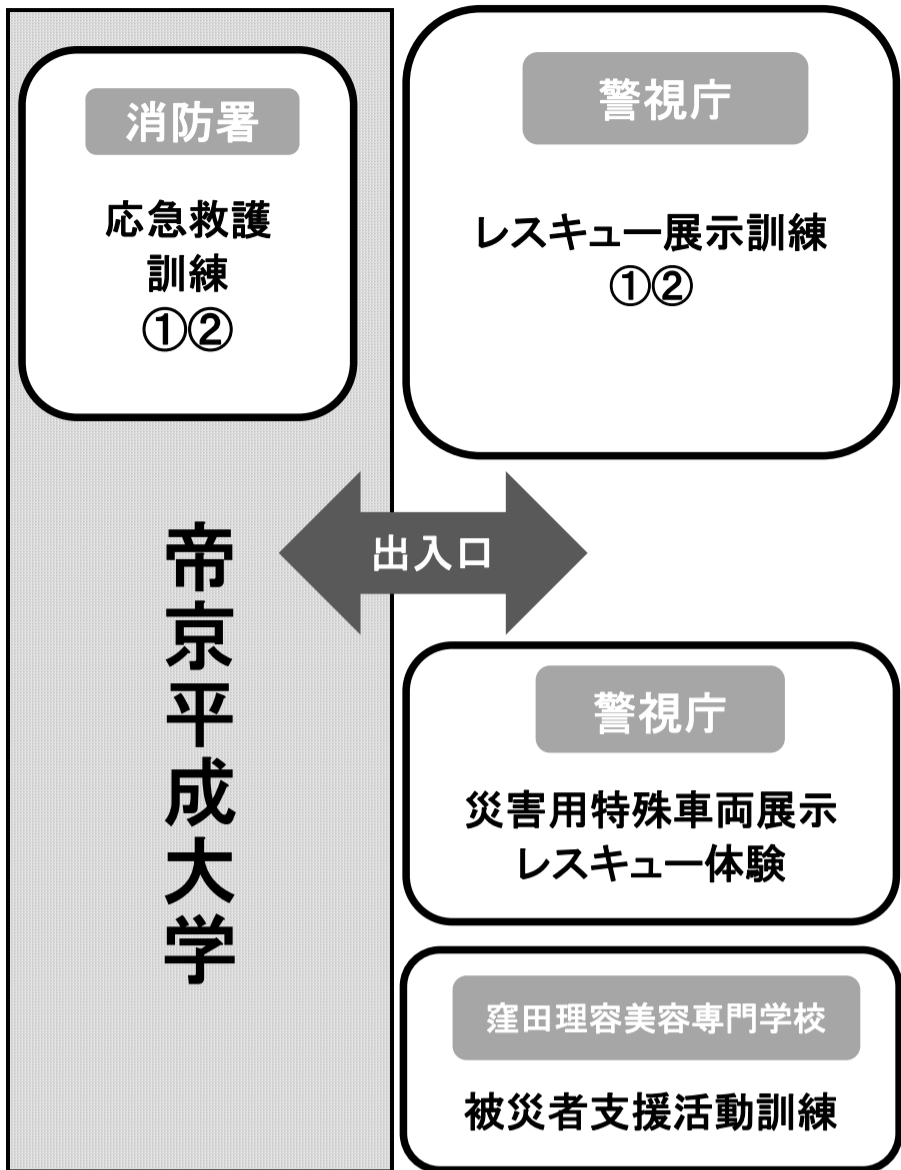 消防署
応急救護
訓練
①②
警視庁
レスキュー展示訓練
①②
出入口
帝京平成大学
警視庁
災害用特殊車両展示
レスキュー体験
窪田理容美容専門学校
被災者支援活動訓練